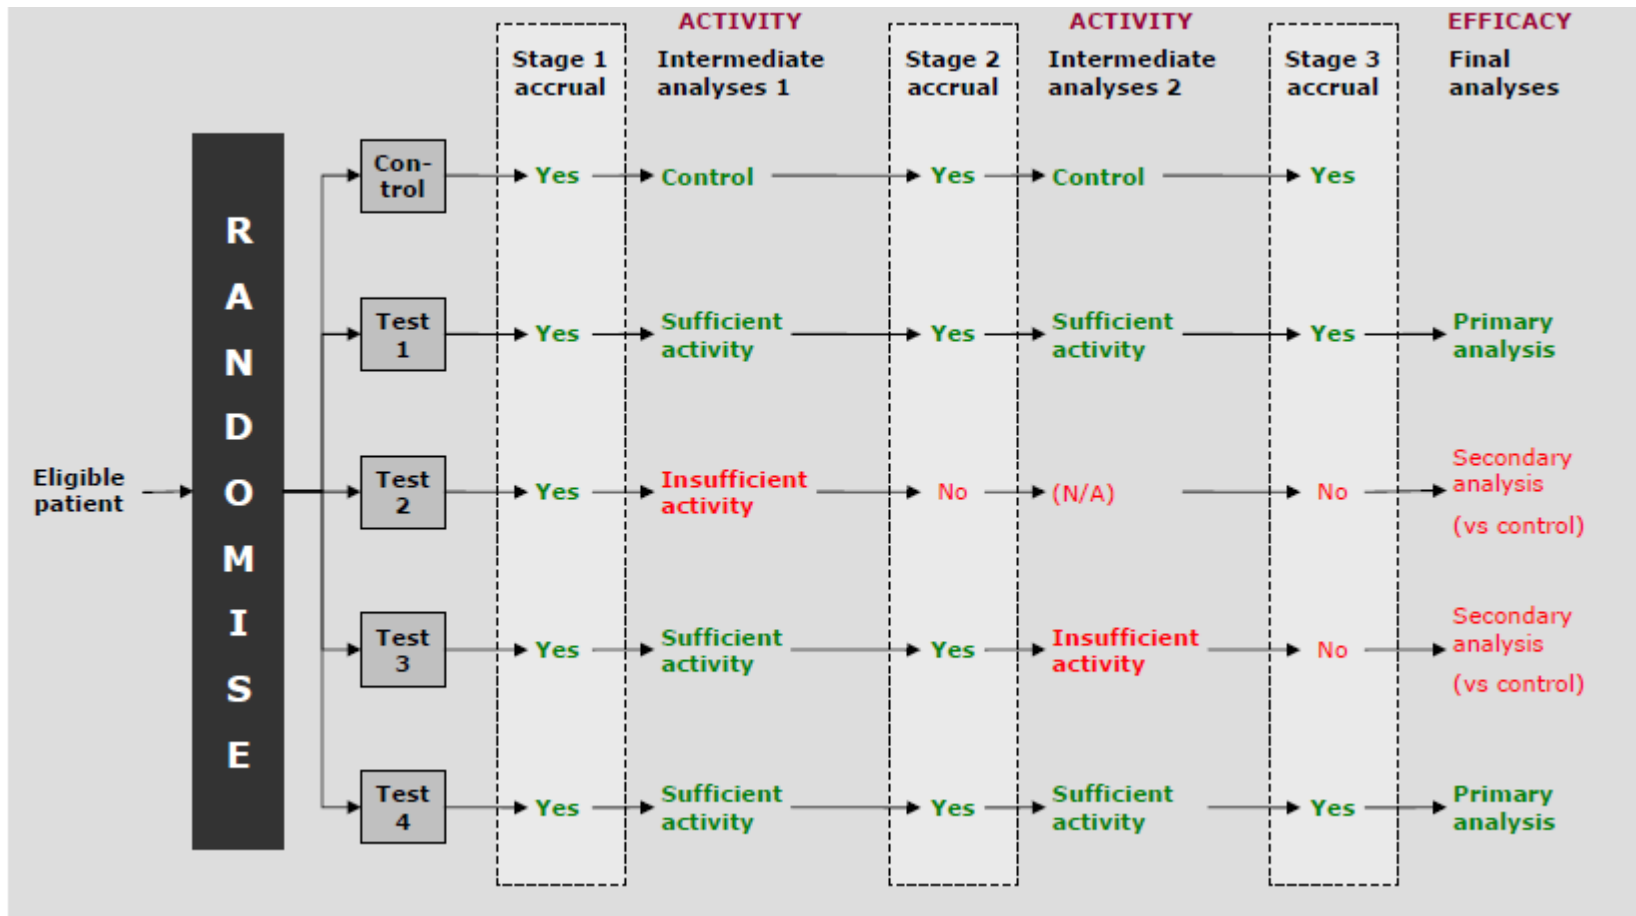 ACTIVITY
ACTIVITY
EFFICACY
Stage 1
accrual
Intermediate
analyses 1
Stage 2
accrual
Intermediate
analyses 2
Stage 3
accrual
Final
analyses
Eligible
patient
R
A
N
D
O
M
I
S
E
Con-
trol
Yes
Control
Yes
Control
Yes
Test
1
Yes
Sufficient
activity
Yes
Sufficient
activity
Yes
Primary
analysis
Test
2
Yes
Insufficient
activity
No
(N/A)
No
Secondary
analysis
(vs control)
Test
3
Yes
Sufficient
activity
Yes
Insufficient
activity
No
Secondary
analysis
(vs control)
Test
4
Yes
Sufficient
activity
Yes
Sufficient
activity
Yes
Primary
analysis